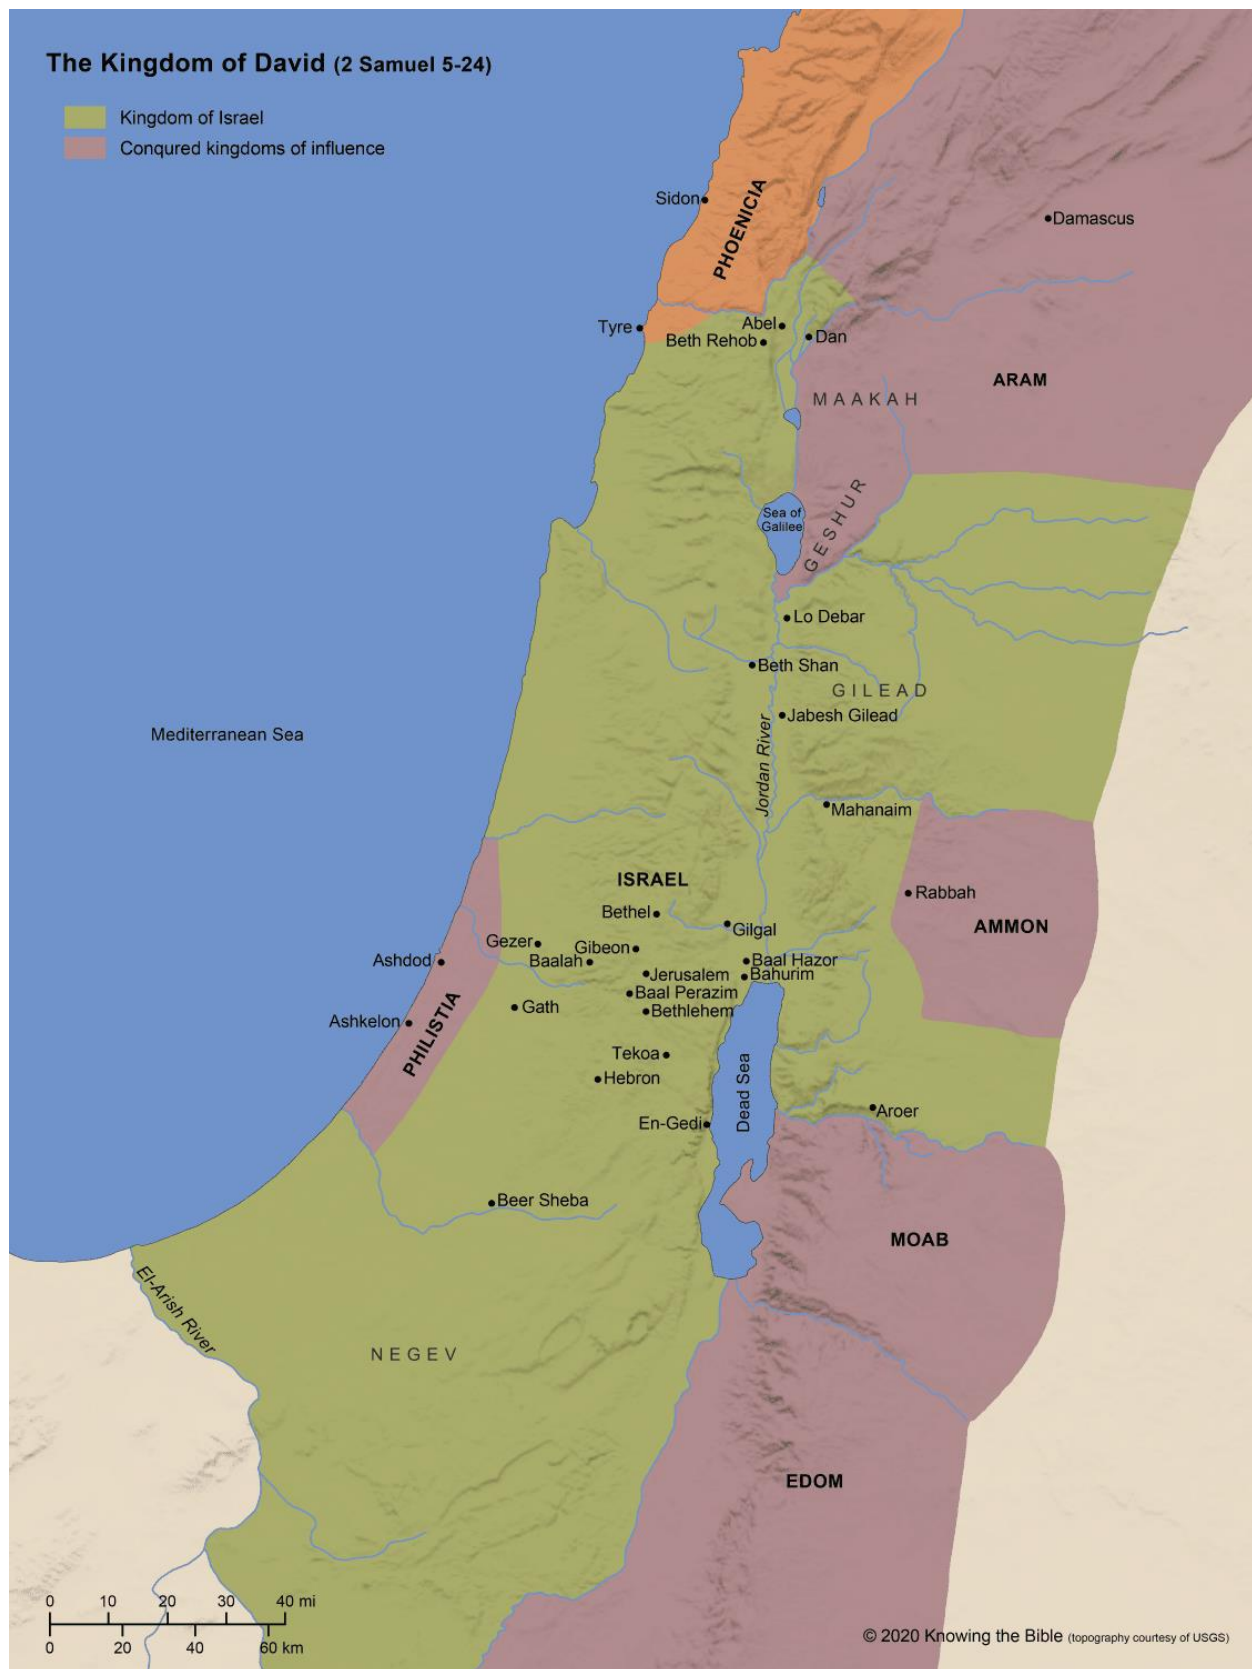 The Kingdom of David (2 Samuel 5-24)
Kingdom of Israel
Conqured kingdoms of influence
Sidon
PHOENICIA
Damascus
Tyre
Abel
Beth Rehob
Dan
ARAM
MAAKAH
GESHUR
Sea of
Galilee
Lo Debar
Beth Shan
GILEAD
Jabesh Gilead
Mediterranean Sea
Jordan River
Mahanaim
ISRAEL
Rabbah
AMMON
Bethel
Gilgal
Gezer
Gibeon
Ashdod
Baalah
Baal Hazor
Jerusalem
Bahurim
Baal Perazim
Gath
Bethlehem
Ashkelon
PHILISTIA
Tekoa
Hebron
Dead Sea
Aroer
En-Gedi
Beer Sheba
MOAB
El-Arish River
NEGEV
EDOM
0 10 20 30 40 mi
0 20 40 60 km
© 2020 Knowing the Bible (topography courtesy of USGS)